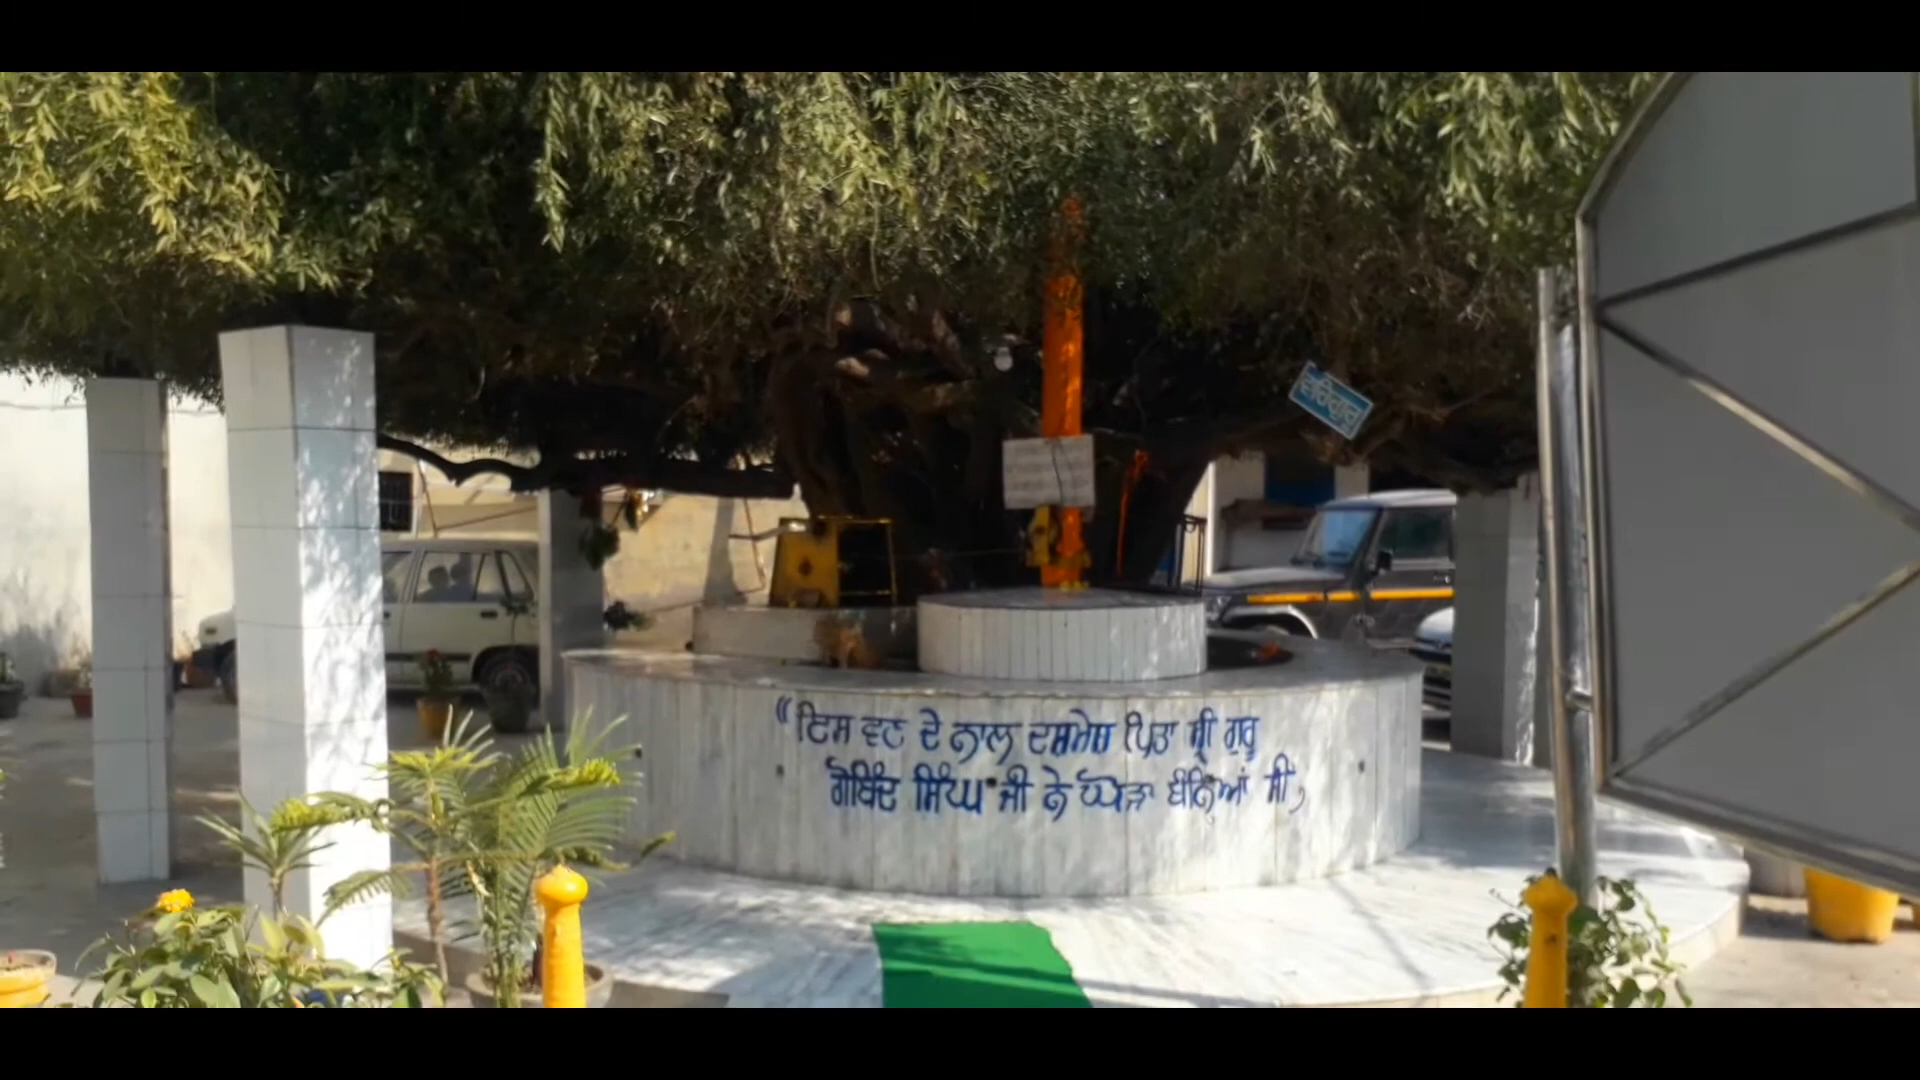 ਵਾਹਿਗੁਰੂ
“ਇਸ ਵਣ ਦੇ ਨਾਲ ਦਸ਼ਮੇਸ਼ ਪਿਤਾ ਸ਼੍ਰੀ ਗੁਰੂ
ਗੋਬਿੰਦ ਸਿੰਘ ਜੀ ਨੇ ਘੋੜਾ ਬੰਨਿਆਂ ਸੀ,